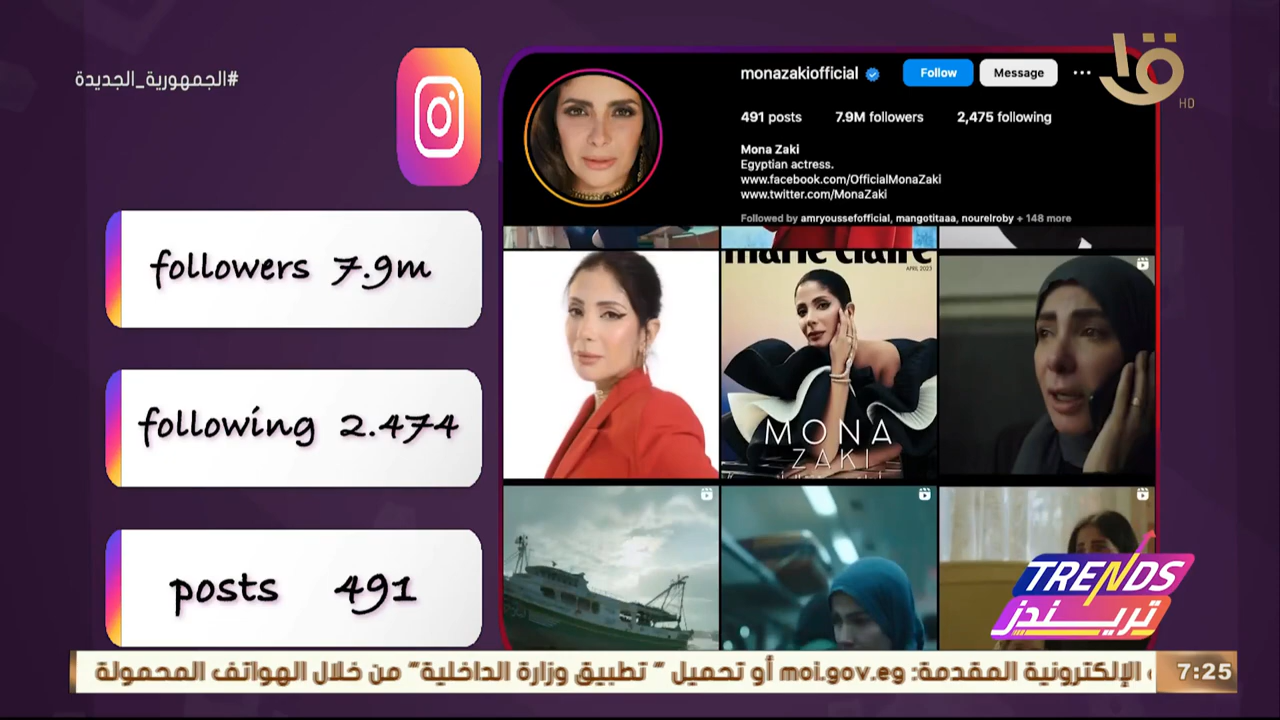 #الجمهورية_الجديدة
HD
monazakiofficial
Follow
Message
491 posts 7.9M followers 2,475 following
Mona Zaki
Egyptian actress.
www.facebook.com/OfficialMonaZaki
www.twitter.com/MonaZaki
Followed by amryoussefofficial, mangotitaaa, nourelroby + 148 more
followers 7.9m
following 2.474
posts 491
marie claire
APRIL 2023
MONA
ZAKI
TRENDS
تريندز
الإلكترونية المقدمة: moi.gov.eg أو تحميل " تطبيق وزارة الداخلية" من خلال الهواتف المحمولة
7:25